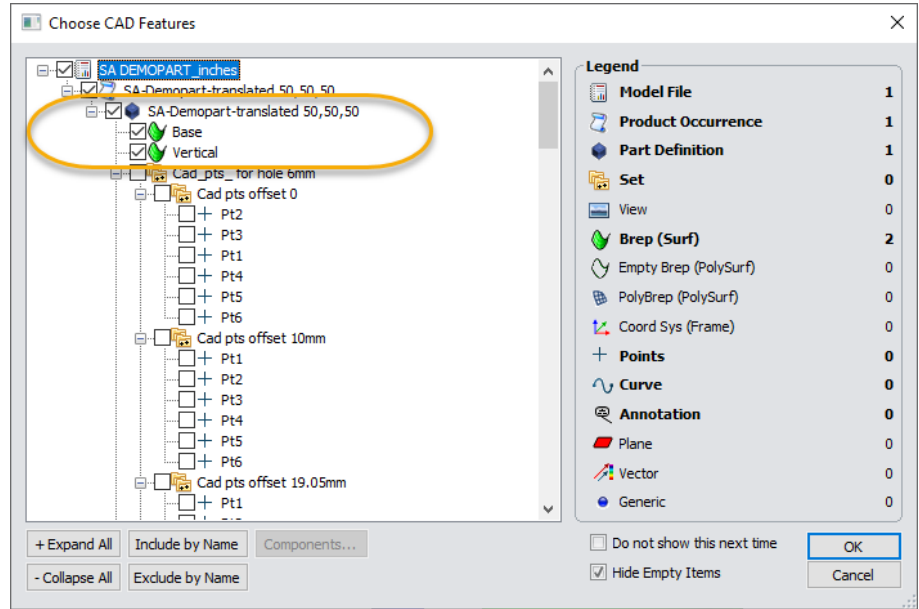 Choose CAD Features
SA DEMOPART_inches
SA-Demopart-translated 50,50,50
SA-Demopart-translated 50,50,50
Base
Vertical
Cad_pts_ for hole 6mm
Cad pts offset 0
Pt2
Pt3
Pt1
Pt4
Pt5
Pt6
Cad pts offset 10mm
Pt1
Pt2
Pt3
Pt4
Pt5
Pt6
Cad pts offset 19.05mm
Pt1
Legend
Model File 1
Product Occurrence 1
Part Definition 1
Set 0
View 0
Brep (Surf) 2
Empty Brep (PolySurf) 0
PolyBrep (PolySurf) 0
Coord Sys (Frame) 0
Points 0
Curve 0
Annotation 0
Plane 0
Vector 0
Generic 0
+ Expand All Include by Name Components...
- Collapse All Exclude by Name
Do not show this next time OK
Hide Empty Items Cancel